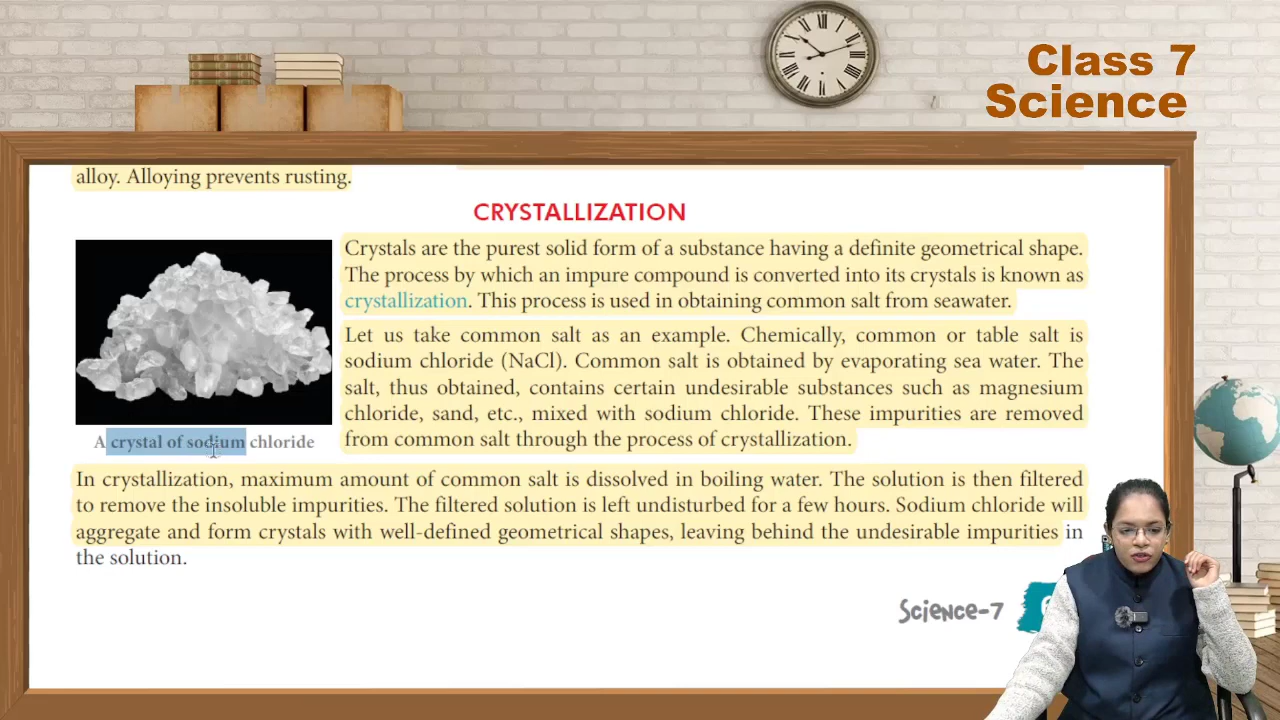 Class 7
Science
alloy. Alloying prevents rusting.
CRYSTALLIZATION
Crystals are the purest solid form of a substance having a definite geometrical shape.
The process by which an impure compound is converted into its crystals is known as
crystallization. This process is used in obtaining common salt from seawater.
Let us take common salt as an example. Chemically, common or table salt is
sodium chloride (NaCl). Common salt is obtained by evaporating sea water. The
salt, thus obtained, contains certain undesirable substances such as magnesium
chloride, sand, etc., mixed with sodium chloride. These impurities are removed
from common salt through the process of crystallization.
A crystal of sodium chloride
In crystallization, maximum amount of common salt is dissolved in boiling water. The solution is then filtered
to remove the insoluble impurities. The filtered solution is left undisturbed for a few hours. Sodium chloride will
aggregate and form crystals with well-defined geometrical shapes, leaving behind the undesirable impurities in
the solution.
Science-7